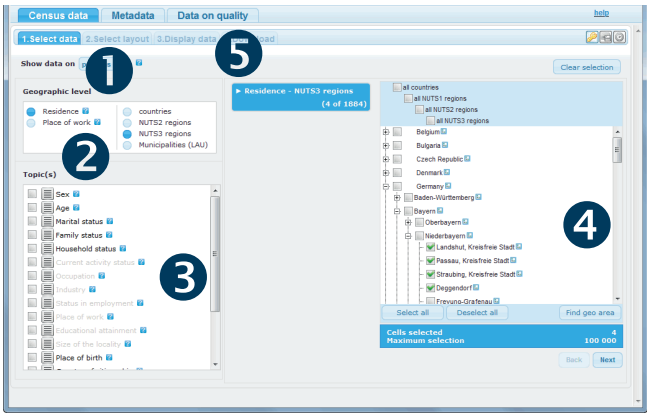 Census data Metadata Data on quality help
1.Select data 2.Select layout 3.Display data
5
Show data on
1
Clear selection
Geographic level
Residence
Place of work
countries
NUTS2 regions
NUTS3 regions
Municipalities (LAU)
2
Topic(s)
Sex
Age
Marital status
Family status
Household status
Current activity status
Occupation
Industry
Status in employment
Place of work
Educational attainment
Size of the locality
Place of birth
3
Residence - NUTS3 regions
(4 of 1884)
all countries
all NUTS1 regions
all NUTS2 regions
all NUTS3 regions
Belgium
Bulgaria
Czech Republic
Denmark
Germany
Baden-Württemberg
Bayern
Oberbayern
Niederbayern
Landshut, Kreisfreie Stadt
Passau, Kreisfreie Stadt
Straubing, Kreisfreie Stadt
Deggendorf
Freyung-Grafenau
4
Select all Deselect all Find geo area
Cells selected 4
Maximum selection 100 000
Back Next